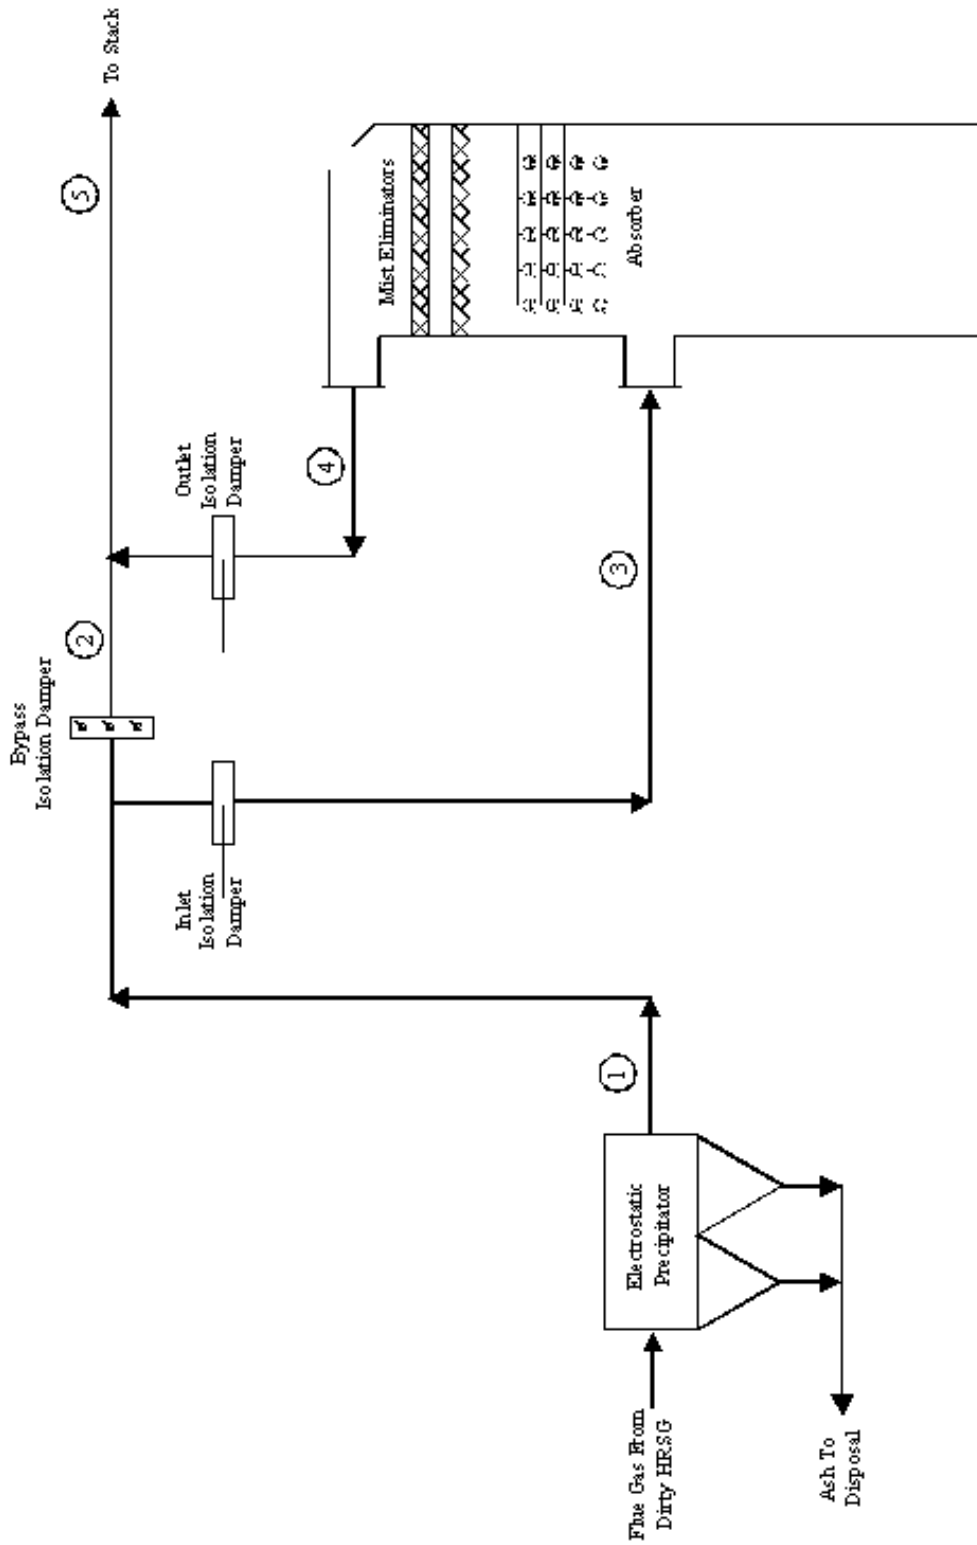 Bypass
Isolation Damper
2
5
To Stack
Inlet
Isolation
Damper
Outlet
Isolation
Damper
4
Mist Eliminators
Absorber
3
1
Electrostatic
Precipitator
Flue Gas From
Dirty HRSG
Ash To
Disposal